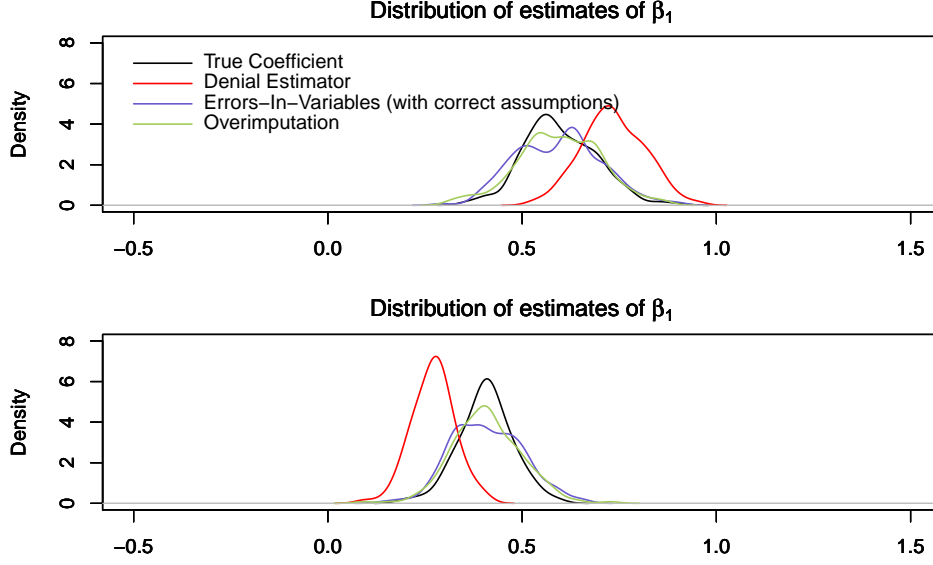 Distribution of estimates of β1
Density
8
6
4
2
0
True Coefficient
Denial Estimator
Errors−In−Variables (with correct assumptions)
Overimputation
−0.5 0.0 0.5 1.0 1.5
Distribution of estimates of β1
Density
8
6
4
2
0
−0.5 0.0 0.5 1.0 1.5